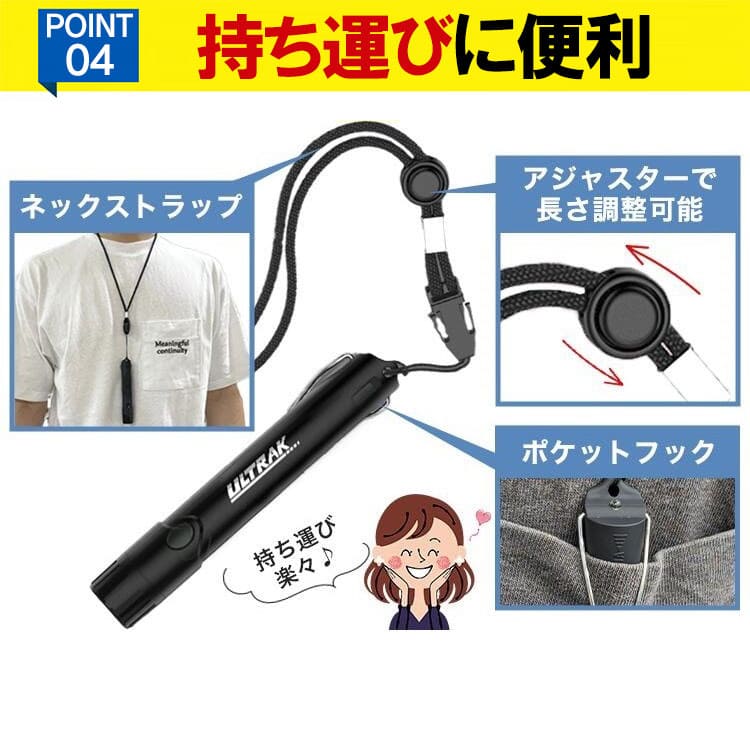 POINT
04
持ち運びに便利
ネックストラップ
Meaningful
continuity
アジャスターで
長さ調整可能
ULTRAK
ポケットフック
持ち運び
楽々♪